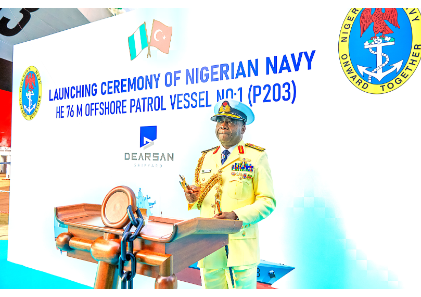 LAUNCHING CEREMONY OF NIGERIAN NAVY
HE 76 M OFFSHORE PATROL VESSEL NO:1 (P203)
DEARSAN
NIGERIAN NAVY
ONWARD TOGETHER